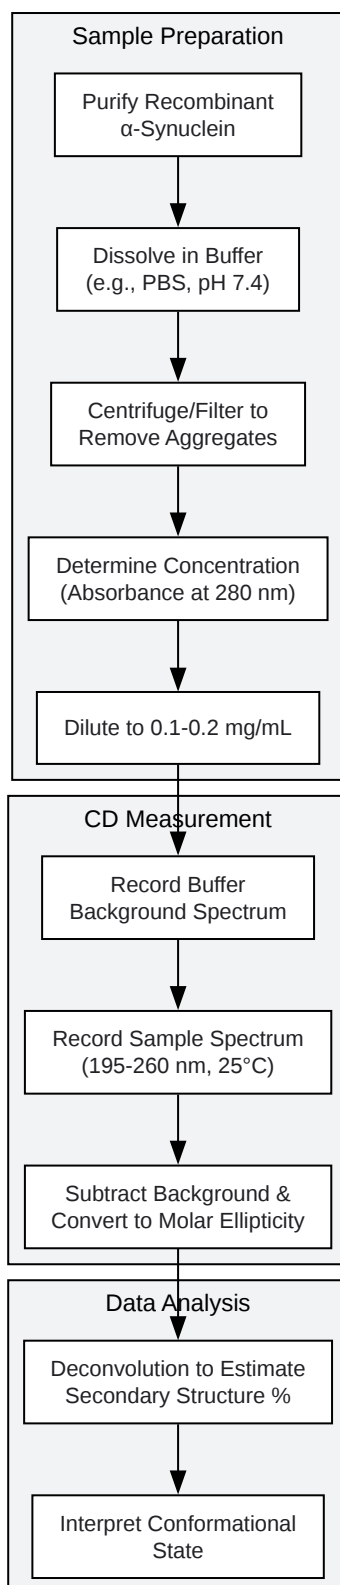 Sample Preparation
Purify Recombinant
α-Synuclein
Dissolve in Buffer
(e.g., PBS, pH 7.4)
Centrifuge/Filter to
Remove Aggregates
Determine Concentration
(Absorbance at 280 nm)
Dilute to 0.1-0.2 mg/mL
CD Measurement
Record Buffer
Background Spectrum
Record Sample Spectrum
(195-260 nm, 25°C)
Subtract Background &
Convert to Molar Ellipticity
Data Analysis
Deconvolution to Estimate
Secondary Structure %
Interpret Conformational
State